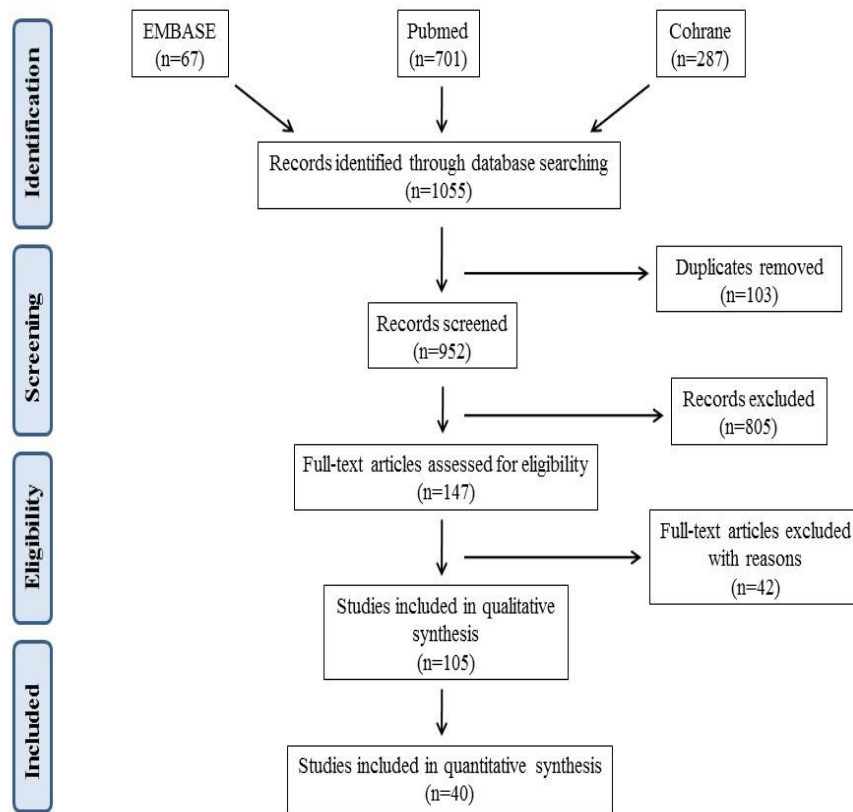 Identification
EMBASE
(n=67)
Pubmed
(n=701)
Cohrane
(n=287)
Records identified through database searching
(n=1055)
Screening
Duplicates removed
(n=103)
Records screened
(n=952)
Records excluded
(n=805)
Eligibility
Full-text articles assessed for eligibility
(n=147)
Full-text articles excluded
with reasons
(n=42)
Studies included in qualitative
synthesis
(n=105)
Included
Studies included in quantitative synthesis
(n=40)